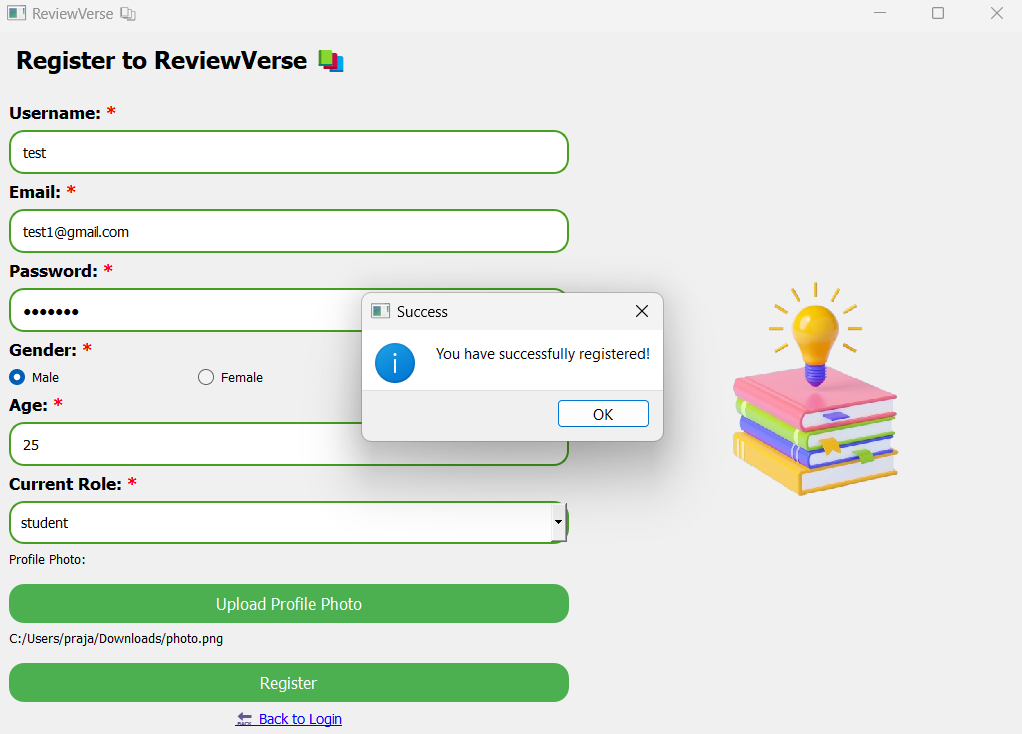 ReviewVerse
Register to ReviewVerse
Username: *
test
Email: *
test1@gmail.com
Password: *
•••••••
Success
You have successfully registered!
OK
Gender: *
Male Female
Age: *
25
Current Role: *
student
Profile Photo:
Upload Profile Photo
C:/Users/praja/Downloads/photo.png
Register
Back to Login